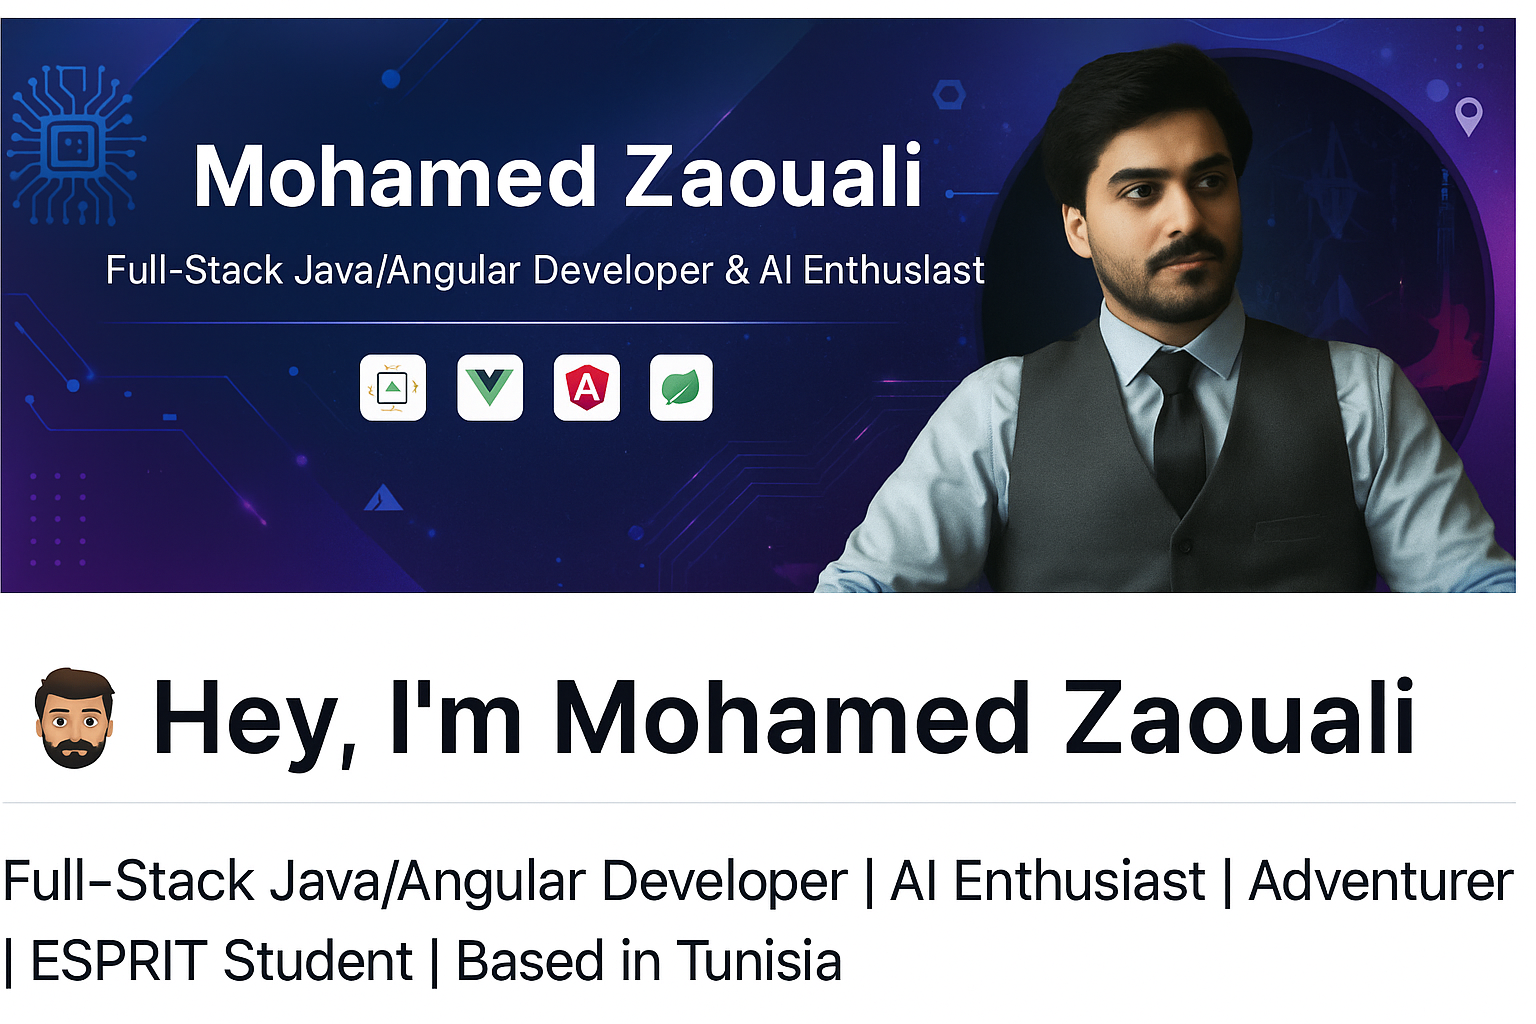 Mohamed Zaouali
Full-Stack Java/Angular Developer & AI Enthuslast
A
Hey, I'm Mohamed Zaouali
Full-Stack Java/Angular Developer | AI Enthusiast | Adventurer
| ESPRIT Student | Based in Tunisia